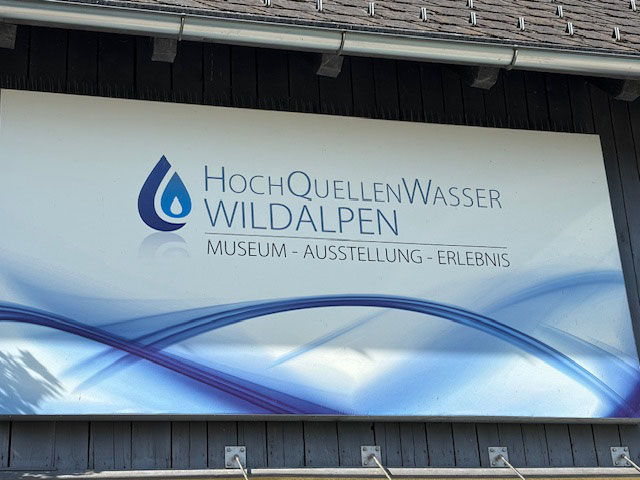 HOCHQUELLENWASSER
WILDALPEN
MUSEUM - AUSSTELLUNG - ERLEBNIS